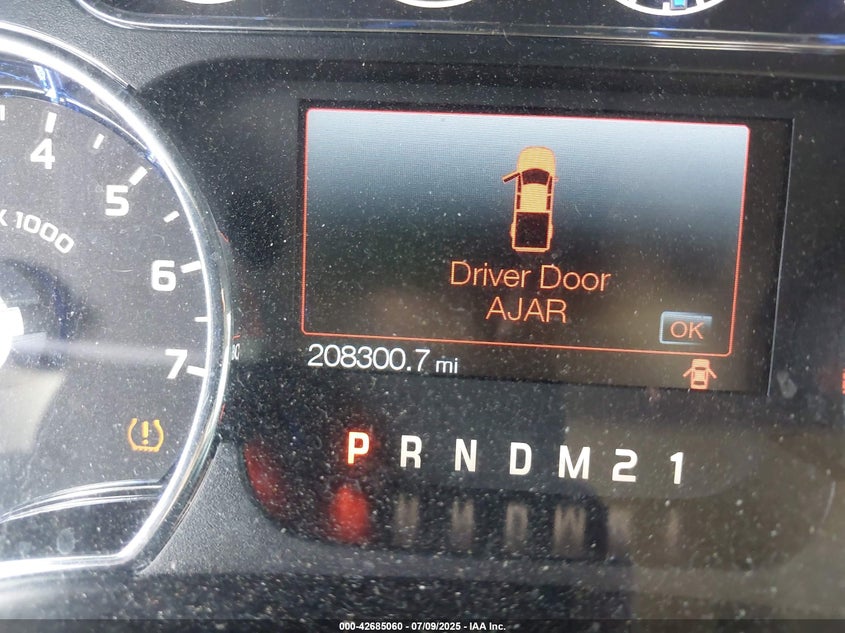 4
5
x 1000
6
7
Driver Door
AJAR
OK
208300.7 mi
P R N D M 2 1
000-42685060 - 07/09/2025 - IAA Inc.